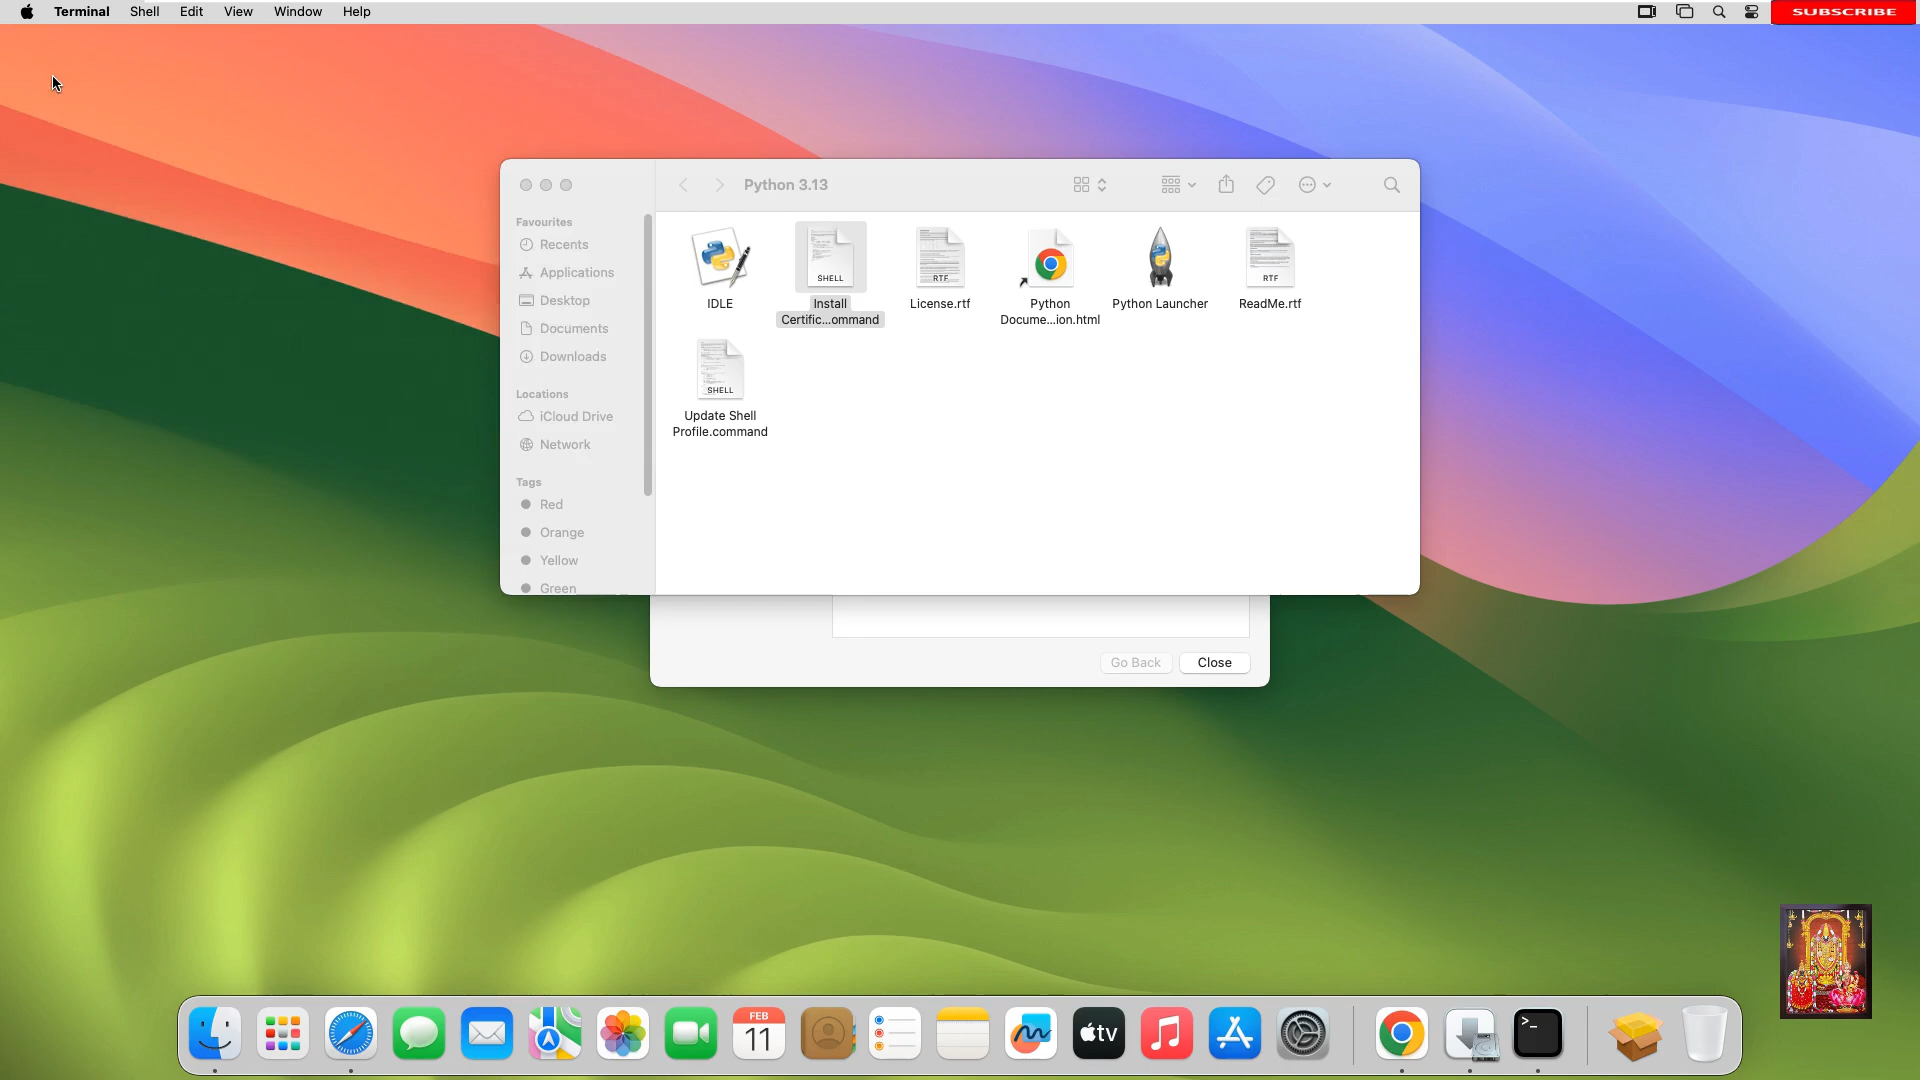 Terminal Shell Edit View Window Help
SUBSCRIBE
Python 3.13
Favourites
Recents
Applications
Desktop
Documents
Downloads
Locations
iCloud Drive
Network
Tags
Red
Orange
Yellow
Green
SHELL
RTF
RTF
IDLE
Install
Certific...ommand
License.rtf
Python
Docume...ion.html
Python Launcher
ReadMe.rtf
SHELL
Update Shell
Profile.command
Go Back
Close
FEB
11
tv
>_